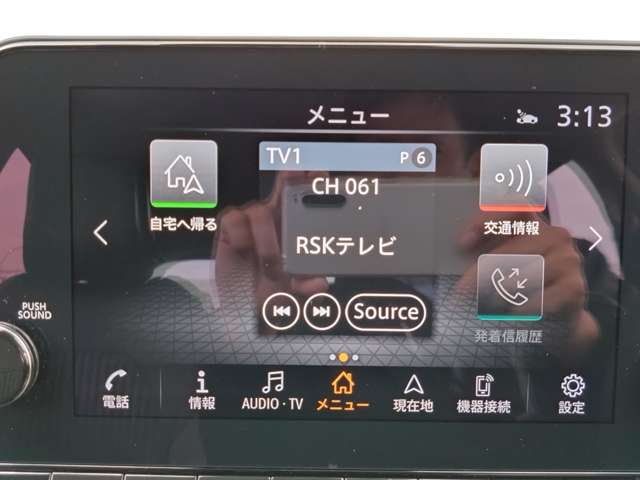 メニュー
3:13
自宅へ帰る
TV1 P 6
CH 061
RSKテレビ
Source
交通情報
発着信履歴
PUSH
SOUND
電話
情報
AUDIO・TV
メニュー
現在地
機器接続
設定